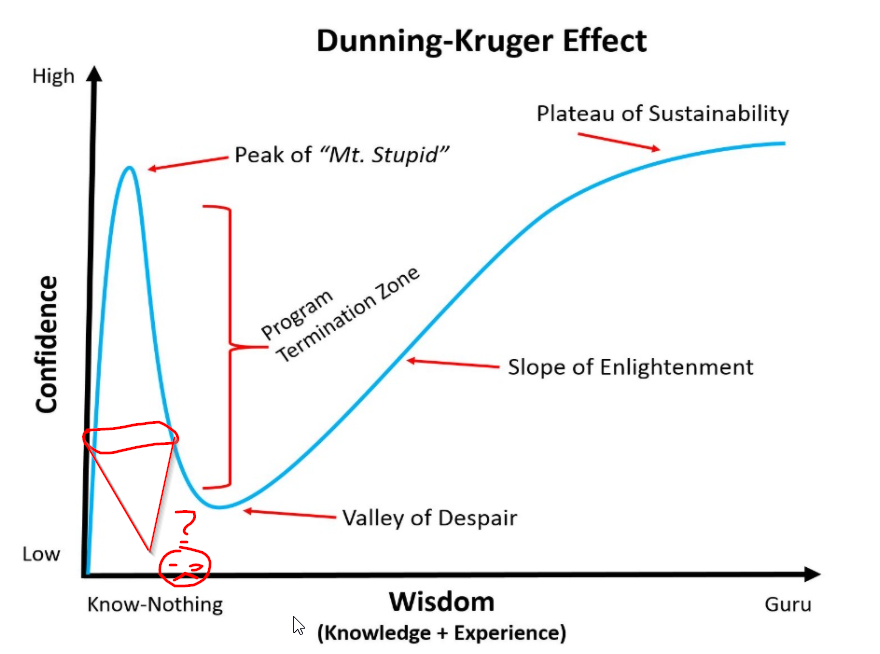 Dunning-Kruger Effect
High
Plateau of Sustainability
Peak of “Mt. Stupid”
Program
Termination Zone
Confidence
Slope of Enlightenment
Valley of Despair
?
Low
Know-Nothing
Wisdom
Guru
(Knowledge + Experience)